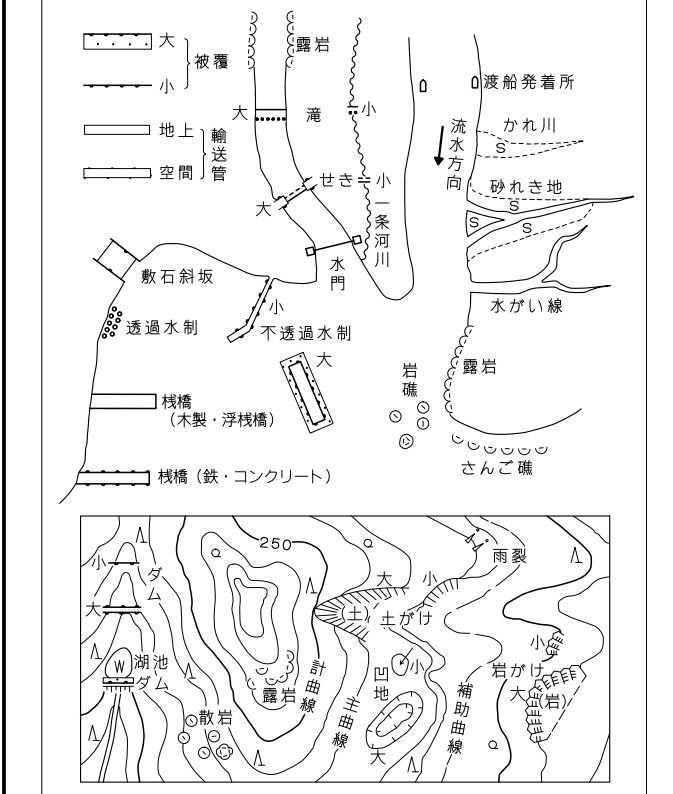 大
被覆
小
地上
輸送管
空間
露岩
大
滝
小
せき
小
大
一条河川
水門
渡船発着所
流水方向
かれ川
S
砂れき地
S
S
S
水がい線
敷石斜坂
小
透過水制
不透過水制
大
露岩
岩礁
桟橋
(木製・浮桟橋)
さんご礁
桟橋(鉄・コンクリート)
250
雨裂
小
ダム
大
大
小
(土)
土がけ
W
湖池
ダム
小
凹地
小
岩がけ
大
(岩)
露岩
計曲線
主曲線
補助曲線
散岩
大